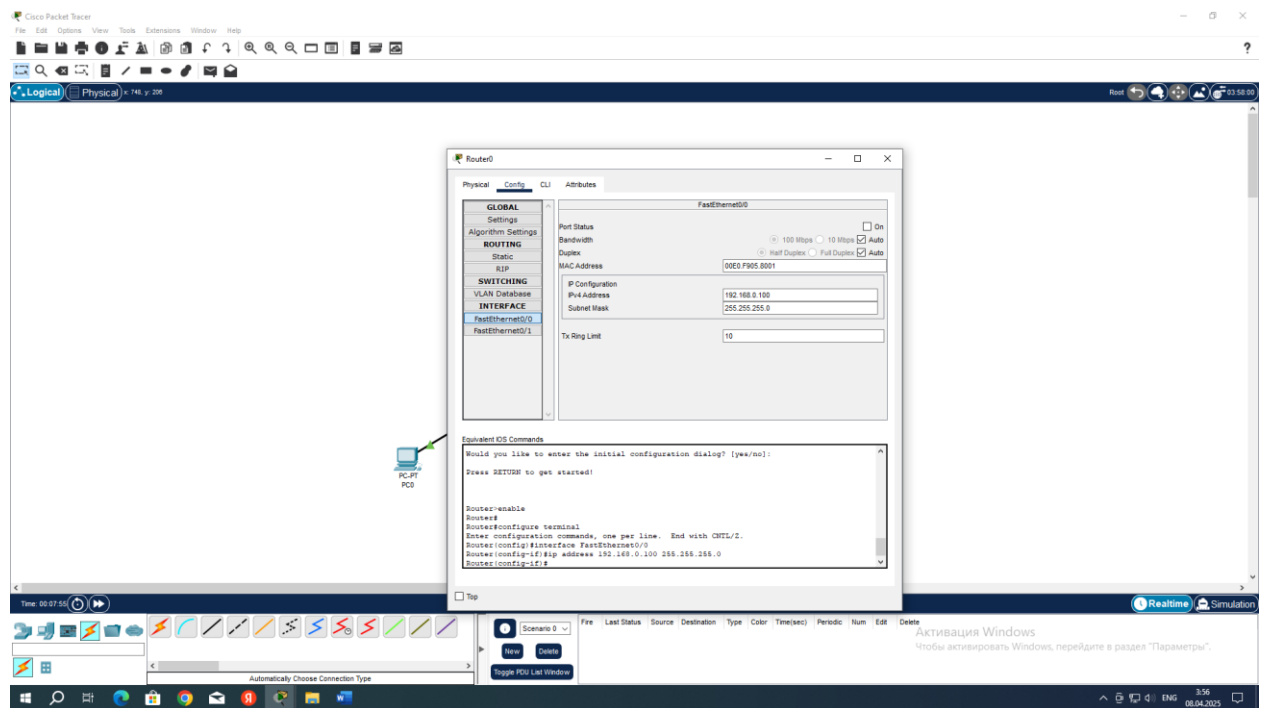 Cisco Packet Tracer
File Edit Options View Tools Extensions Window Help
?
Logical Physical x: 748, y: 208 Root 03:58:00
Router0
Physical Config CLI Attributes
GLOBAL
Settings
Algorithm Settings
ROUTING
Static
RIP
SWITCHING
VLAN Database
INTERFACE
FastEthernet0/0
FastEthernet0/1
FastEthernet0/0
Port Status On
Bandwidth 100 Mbps 10 Mbps Auto
Duplex Half Duplex Full Duplex Auto
MAC Address 00E0.F905.8001
IP Configuration
IPv4 Address 192.168.0.100
Subnet Mask 255.255.255.0
Tx Ring Limit 10
Equivalent IOS Commands
Would you like to enter the initial configuration dialog? [yes/no]:
Press RETURN to get started!
Router>enable
Router#
Router#configure terminal
Enter configuration commands, one per line. End with CNTL/Z.
Router(config)#interface FastEthernet0/0
Router(config-if)#ip address 192.168.0.100 255.255.255.0
Router(config-if)#
Top
PC-PT
PC0
Time: 00:07:55 Realtime Simulation
Scenario 0
New Delete
Toggle PDU List Window
Fire Last Status Source Destination Type Color Time(sec) Periodic Num Edit Delete
Automatically Choose Connection Type
Активация Windows
Чтобы активировать Windows, перейдите в раздел "Параметры".
ENG 3:56
08.04.2025